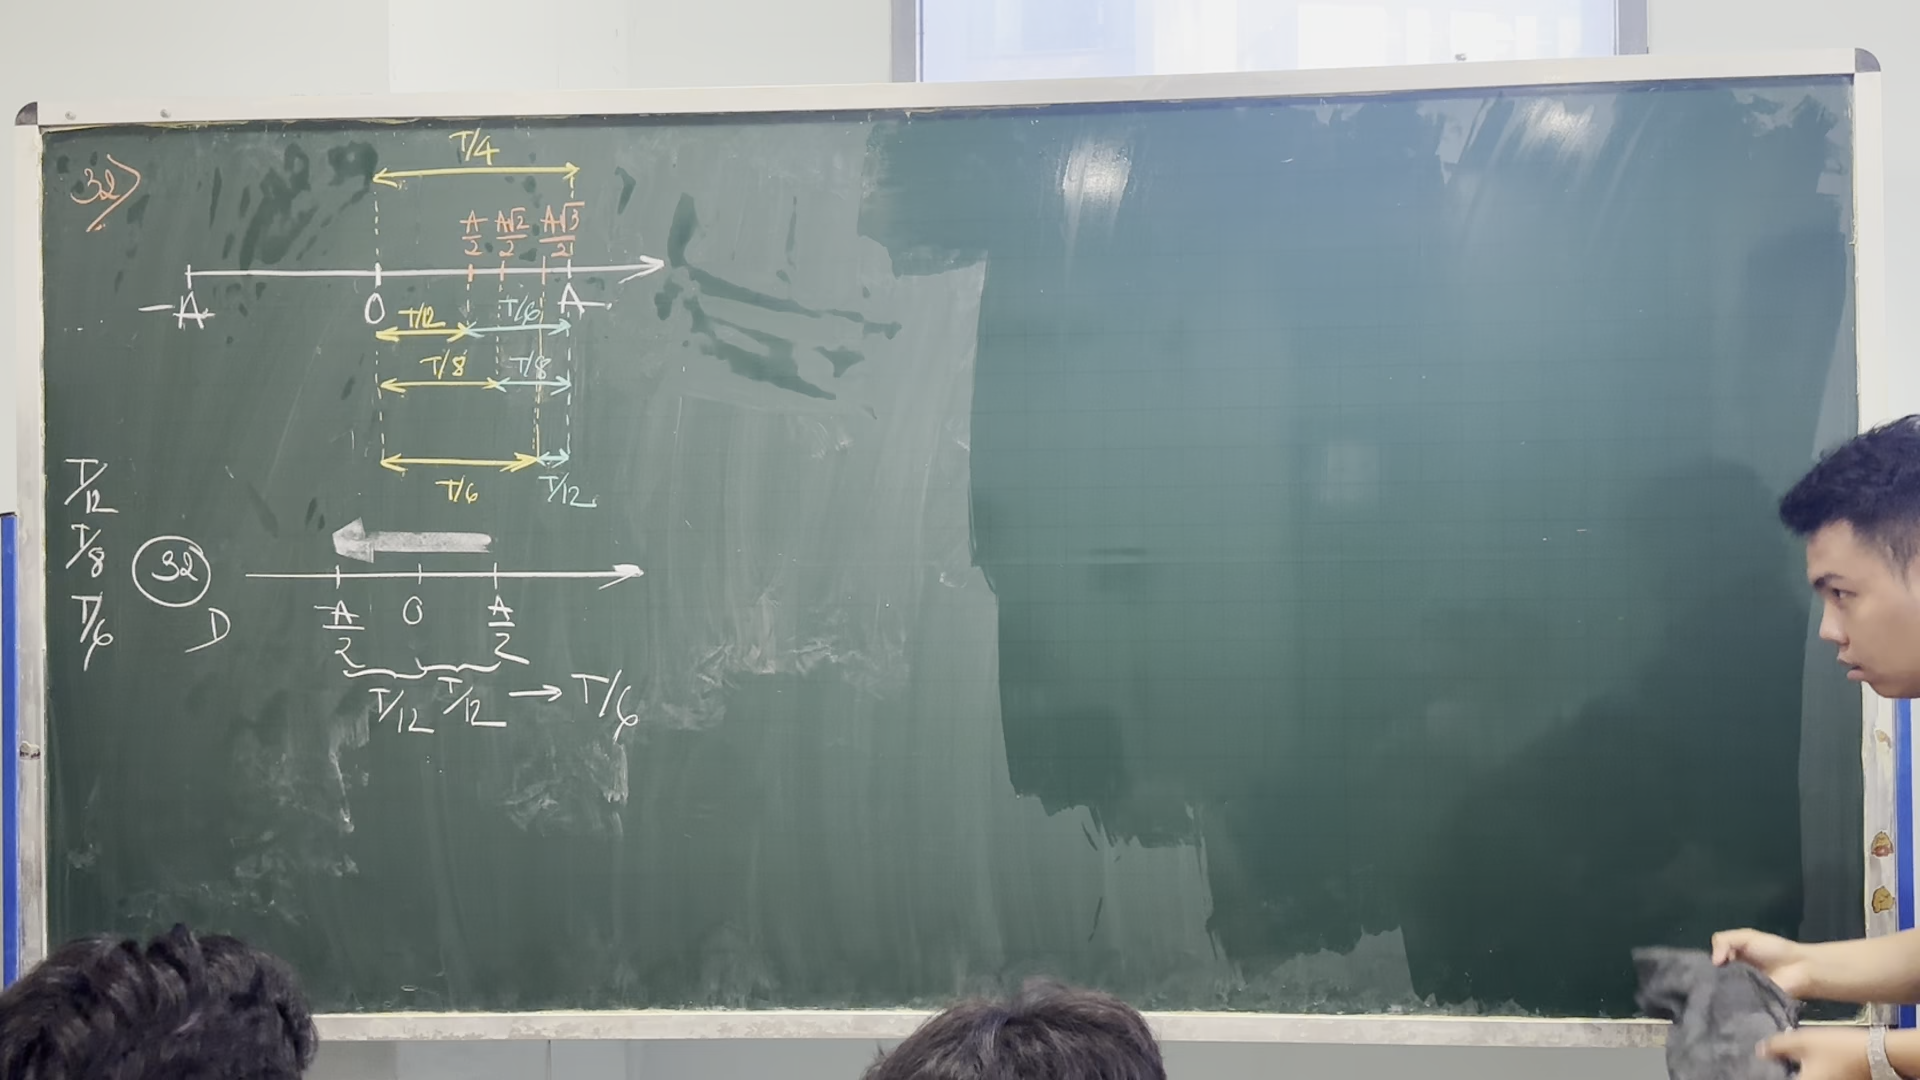 32)
T/4
A/2 A√2/2 A√3/2
-A O A
T/12 T/6
T/8 T/8
T/6 T/12
T/12
T/8
T/6
32
D
-A/2 O A/2
T/12 T/12 → T/6